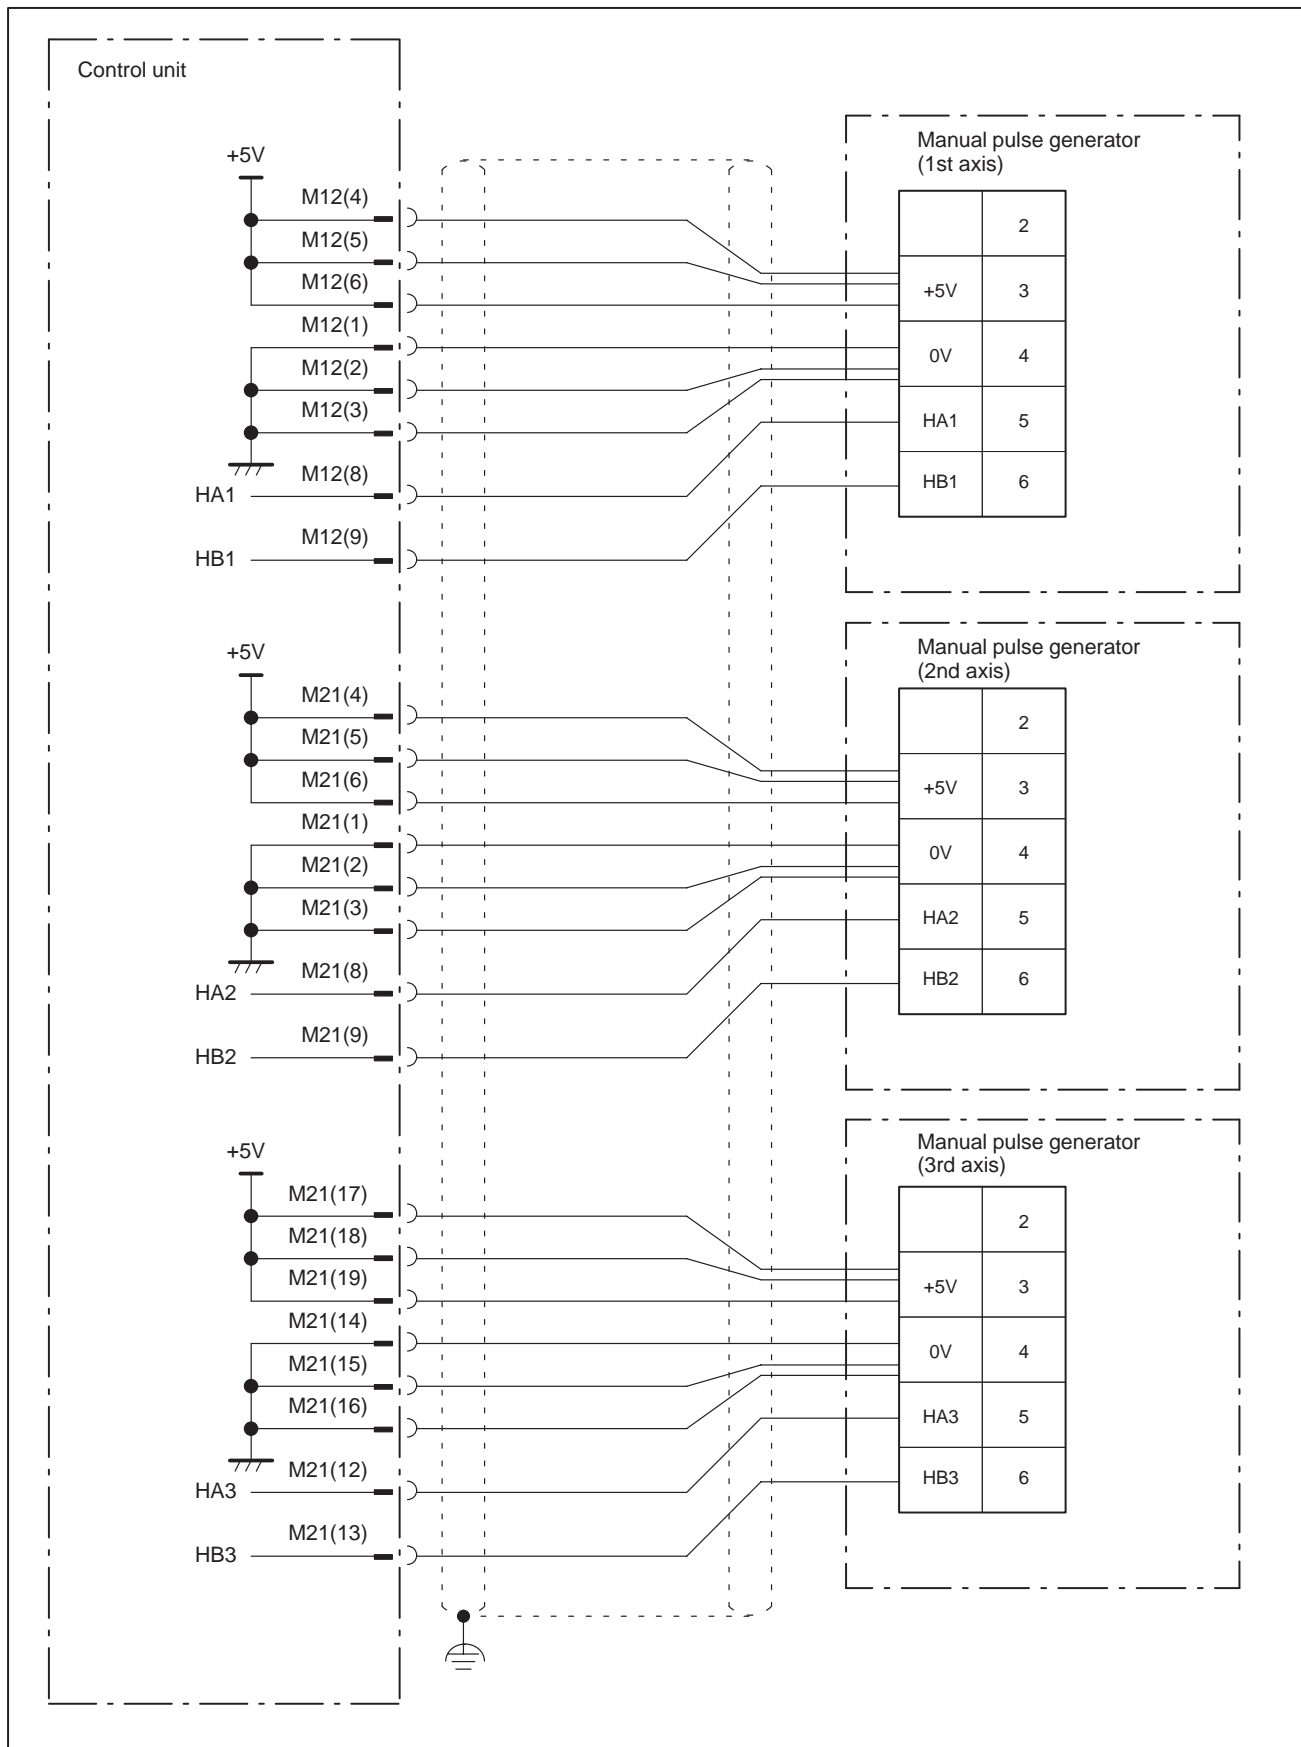 Control unit
+5V
M12(4)
M12(5)
M12(6)
M12(1)
M12(2)
M12(3)
M12(8)
HA1
M12(9)
HB1
Manual pulse generator
(1st axis)
2
+5V 3
0V 4
HA1 5
HB1 6
+5V
M21(4)
M21(5)
M21(6)
M21(1)
M21(2)
M21(3)
M21(8)
HA2
M21(9)
HB2
Manual pulse generator
(2nd axis)
2
+5V 3
0V 4
HA2 5
HB2 6
+5V
M21(17)
M21(18)
M21(19)
M21(14)
M21(15)
M21(16)
M21(12)
HA3
M21(13)
HB3
Manual pulse generator
(3rd axis)
2
+5V 3
0V 4
HA3 5
HB3 6